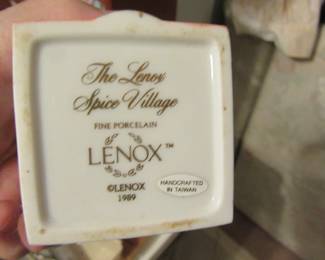 The Lenox
Spice Village
FINE PORCELAIN
LENOX™
©LENOX
1989
HANDCRAFTED
IN TAIWAN